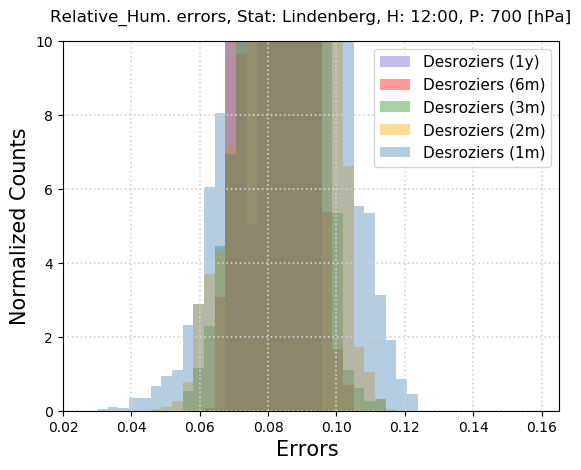 Relative_Hum. errors, Stat: Lindenberg, H: 12:00, P: 700 [hPa]
Desroziers (1y)
Desroziers (6m)
Desroziers (3m)
Desroziers (2m)
Desroziers (1m)
Normalized Counts
10
8
6
4
2
0
0.02 0.04 0.06 0.08 0.10 0.12 0.14 0.16
Errors